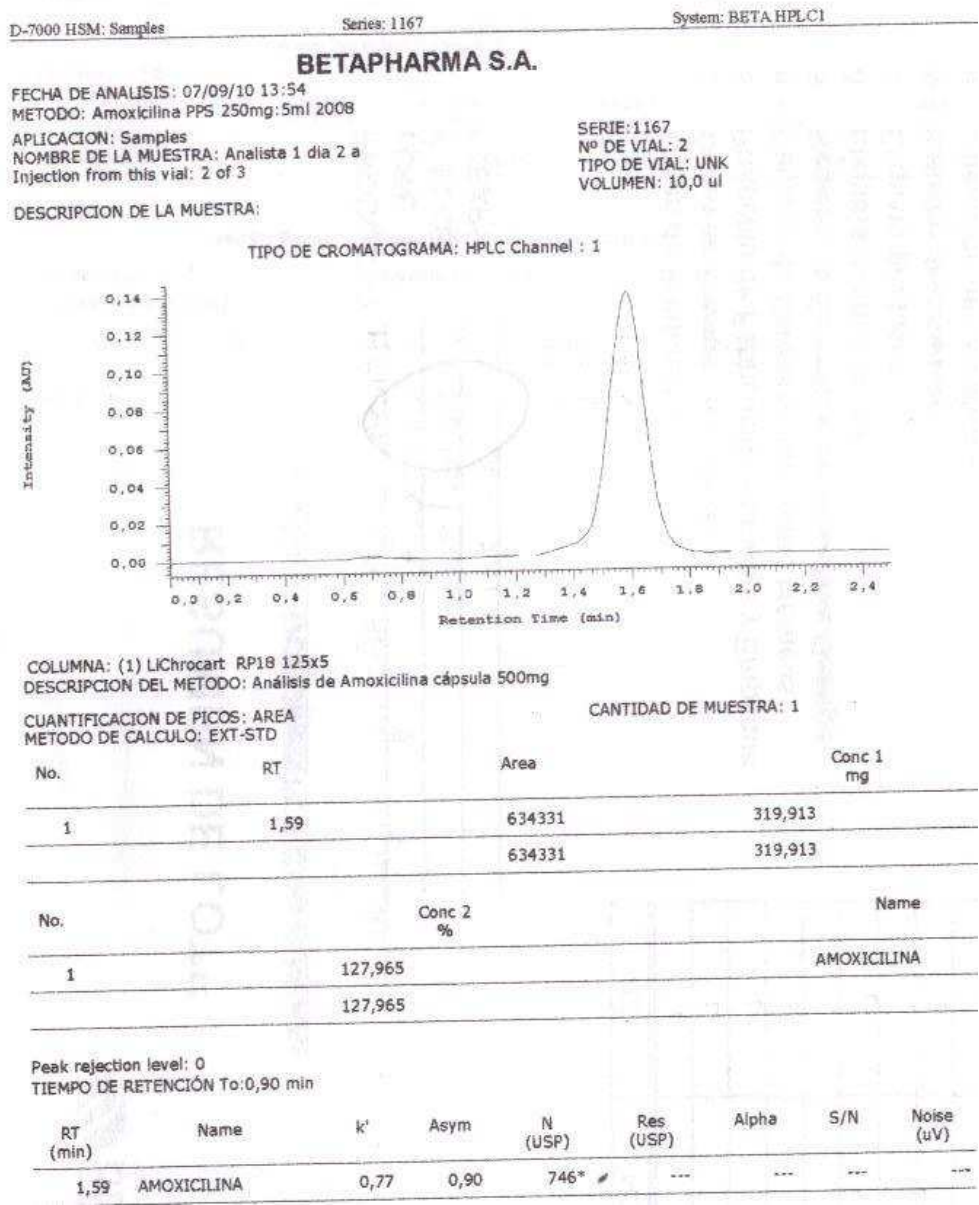 D-7000 HSM: Samples Series: 1167 System: BETA HPLC1
BETAPHARMA S.A.
FECHA DE ANALISIS: 07/09/10 13:54
METODO: Amoxicilina PPS 250mg:5ml 2008
APLICACION: Samples
NOMBRE DE LA MUESTRA: Analista 1 dia 2 a
Injection from this vial: 2 of 3
SERIE:1167
Nº DE VIAL: 2
TIPO DE VIAL: UNK
VOLUMEN: 10,0 ul
DESCRIPCION DE LA MUESTRA:
TIPO DE CROMATOGRAMA: HPLC Channel : 1
Intensity (AU)
0,14
0,12
0,10
0,08
0,06
0,04
0,02
0,00
0,0 0,2 0,4 0,6 0,8 1,0 1,2 1,4 1,6 1,8 2,0 2,2 2,4
Retention Time (min)
COLUMNA: (1) LiChrocart RP18 125x5
DESCRIPCION DEL METODO: Análisis de Amoxicilina cápsula 500mg
CUANTIFICACION DE PICOS: AREA CANTIDAD DE MUESTRA: 1
METODO DE CALCULO: EXT-STD
No. RT Area Conc 1
mg
1 1,59 634331 319,913
634331 319,913
No. Conc 2 Name
%
1 127,965 AMOXICILINA
127,965
Peak rejection level: 0
TIEMPO DE RETENCIÓN To:0,90 min
RT Name k' Asym N Res Alpha S/N Noise
(min) (USP) (USP) (uV)
1,59 AMOXICILINA 0,77 0,90 746* --- --- --- ---